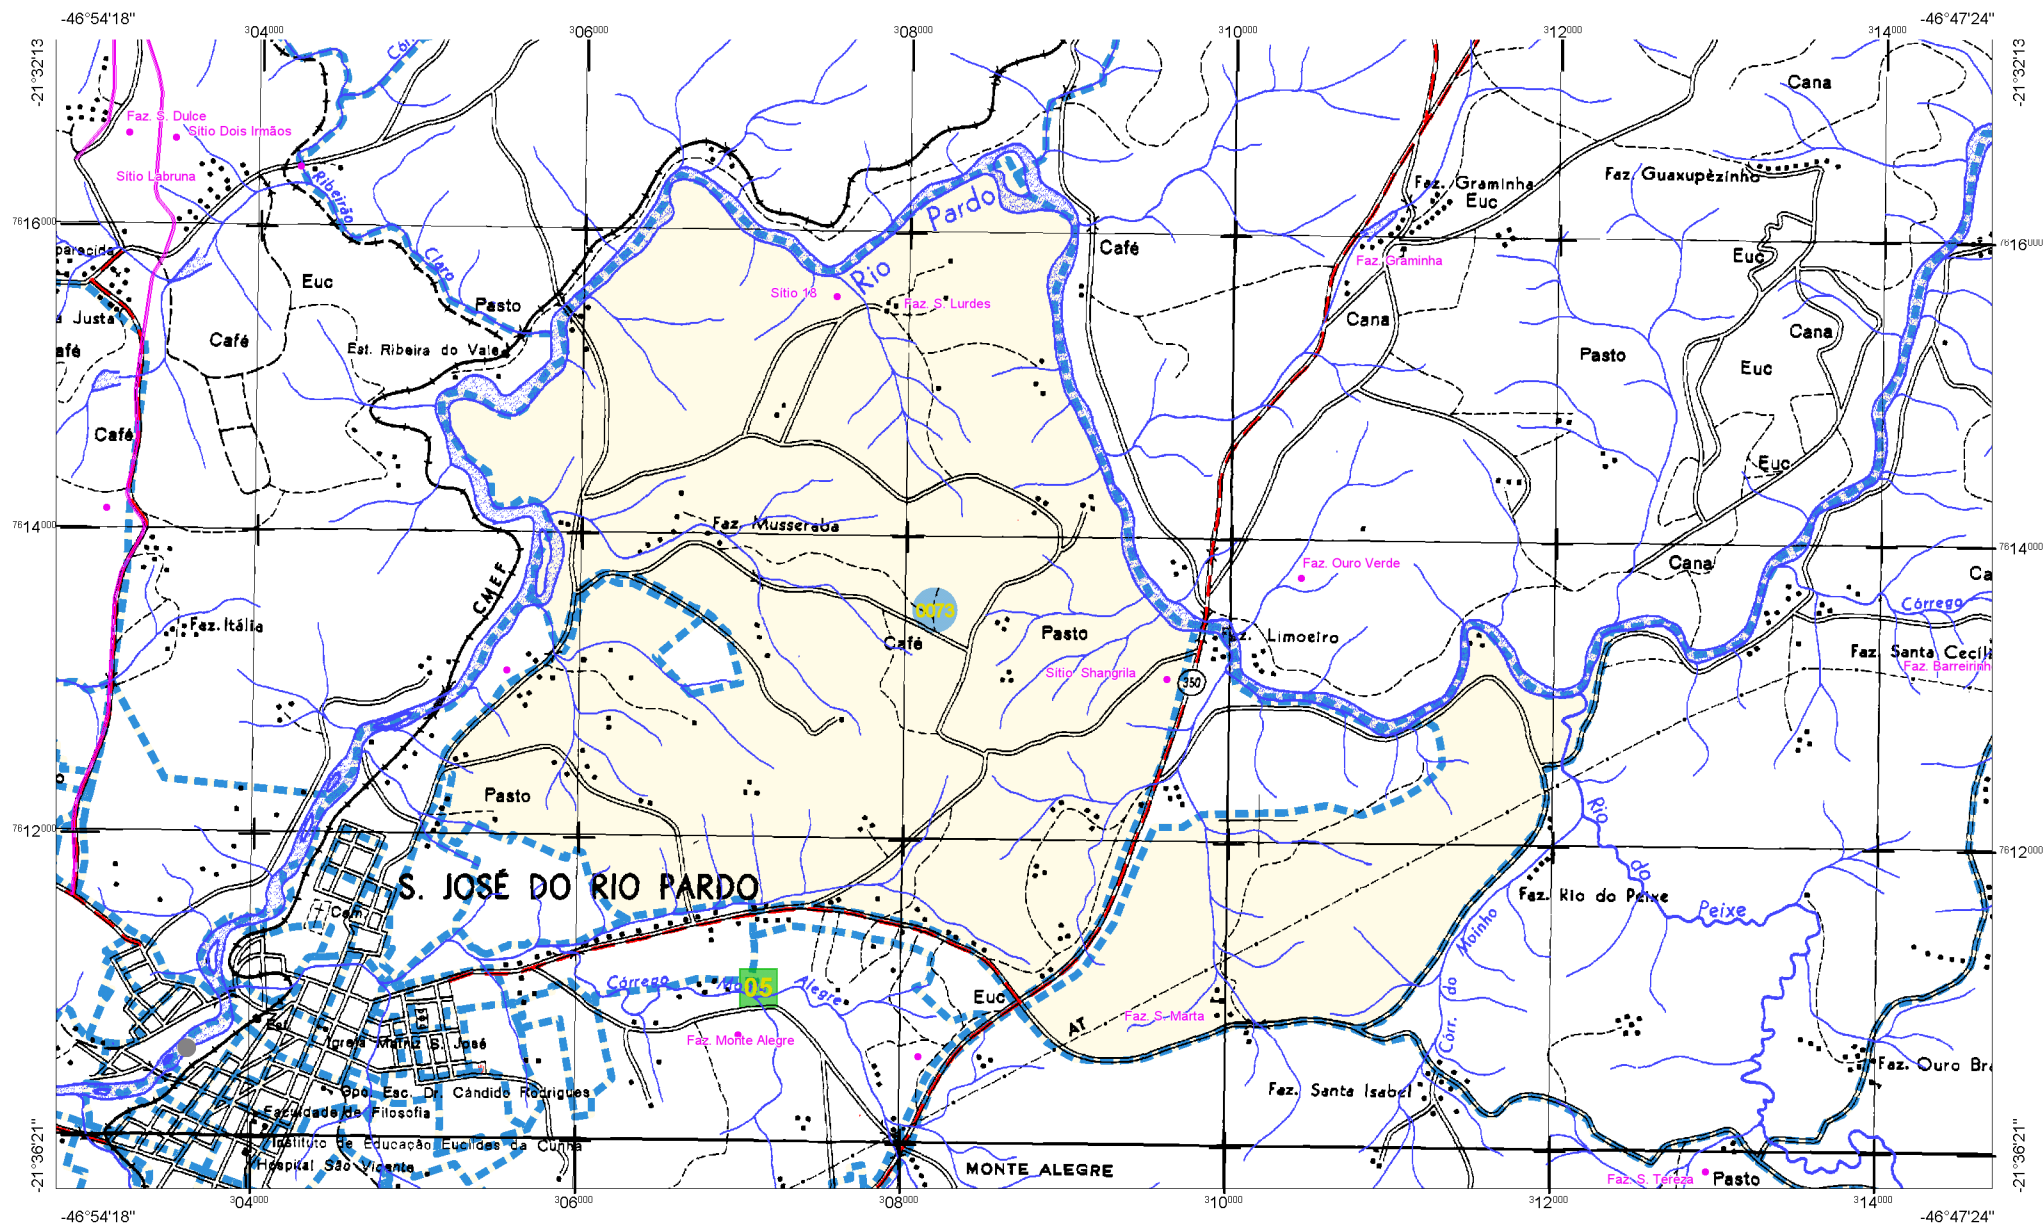 -46°54'18"
-46°47'24"
304000
306000
308000
310000
312000
314000
-21°32'13
-21°32'13
Cana
Faz. S. Dulce
Sítio Dois Irmãos
Sítio Labruna
Ribeirão
Claro
Faz. Guaxupèzinho
Faz. Graminha
Euc
Pardo
Rio
7616000
7616000
Café
Euc
Faz. Graminha
Euc
Pasto
Sítio 18
Faz. S. Lurdes
a Justa
Café
Est. Ribeira do Vale
afé
Cana
Pasto
Cana
Euc
Café
Euc
7614000
7614000
Faz. Musseraba
CMEF
Faz. Ouro Verde
Cana
Ca
Córrego
0073
Faz. Itália
Café
Pasto
Faz. Limoeiro
Faz. Santa Cecíli
Faz. Barreirinh
Sítio Shangrila
350
Pasto
Rio
do
Peixe
7612000
7612000
S. JOSÉ DO RIO PARDO
Cem.
Faz. Rio do Peixe
Moinho
do
Córr.
Córrego
05
Alegre
Euc
AT
Faz. S. Marta
Est.
Igreja Matriz S. José
Faz. Monte Alegre
Faz. Ouro Bra
Gpo. Esc. Dr. Cândido Rodrigues
Faz. Santa Isabel
Faculdade de Filosofia
Instituto de Educação Euclides da Cunha
Hospital São Vicente
MONTE ALEGRE
Faz. S. Tereza
Pasto
-21°36'21"
-21°36'21"
304000
306000
308000
310000
312000
314000
-46°54'18"
-46°47'24"